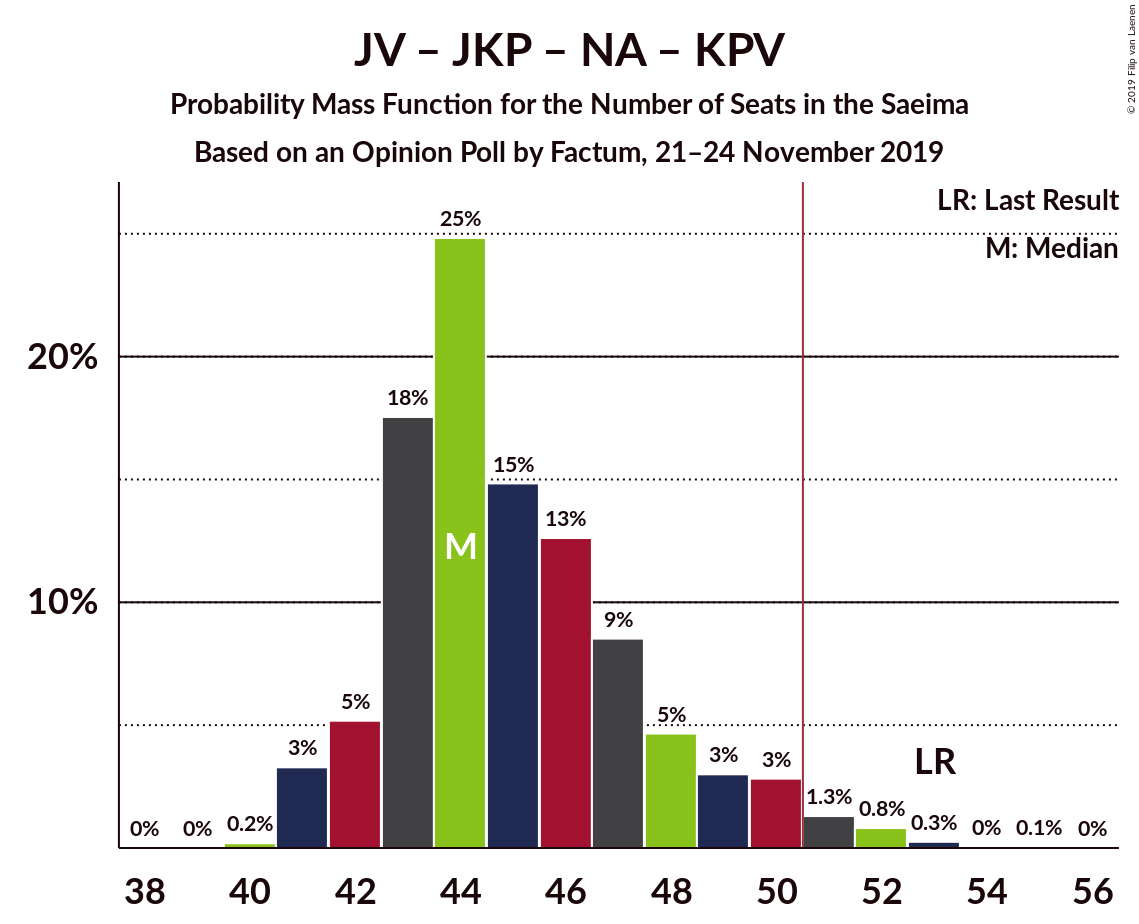 JV – JKP – NA – KPV
Probability Mass Function for the Number of Seats in the Saeima
Based on an Opinion Poll by Factum, 21–24 November 2019
© 2019 Filip van Laenen
LR: Last Result
M: Median
25%
20%
18%
15%
M
13%
10%
9%
5%
5%
3%
3%
3%
LR
1.3%
0.8%
0.3%
0%
0%
0.2%
0%
0.1%
0%
38 40 42 44 46 48 50 52 54 56